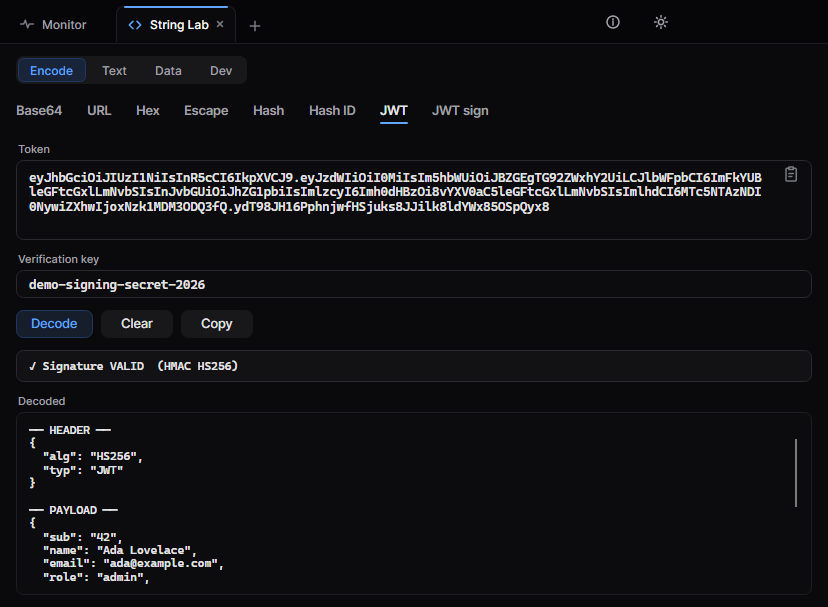 Monitor
String Lab
Encode Text Data Dev
Base64 URL Hex Escape Hash Hash ID JWT JWT sign
Token
eyJhbGciOiJIUzI1NiIsInR5cCI6IkpXVCJ9.eyJzdWIiOiI0MiIsIm5hbWUiOiJBZGEgTG92ZWxhY2UiLCJlbWFpbCI6ImFkYUB
leGFtcGxlLmNvbSIsInJvbGUiOiJhZG1pbiIsImlzcyI6Imh0dHBzOi8vYXV0aC5leGFtcGxlLmNvbSIsImlhdCI6MTc5NTAzNDI
0NywiZXhwIjoxNzk1MDM3ODQ3fQ.ydT98JH16PphnjwfHSjuks8JJilk8ldYWx85OSpQyx8
Verification key
demo-signing-secret-2026
Decode Clear Copy
✓ Signature VALID (HMAC HS256)
Decoded
── HEADER ──
{
"alg": "HS256",
"typ": "JWT"
}
── PAYLOAD ──
{
"sub": "42",
"name": "Ada Lovelace",
"email": "ada@example.com",
"role": "admin",